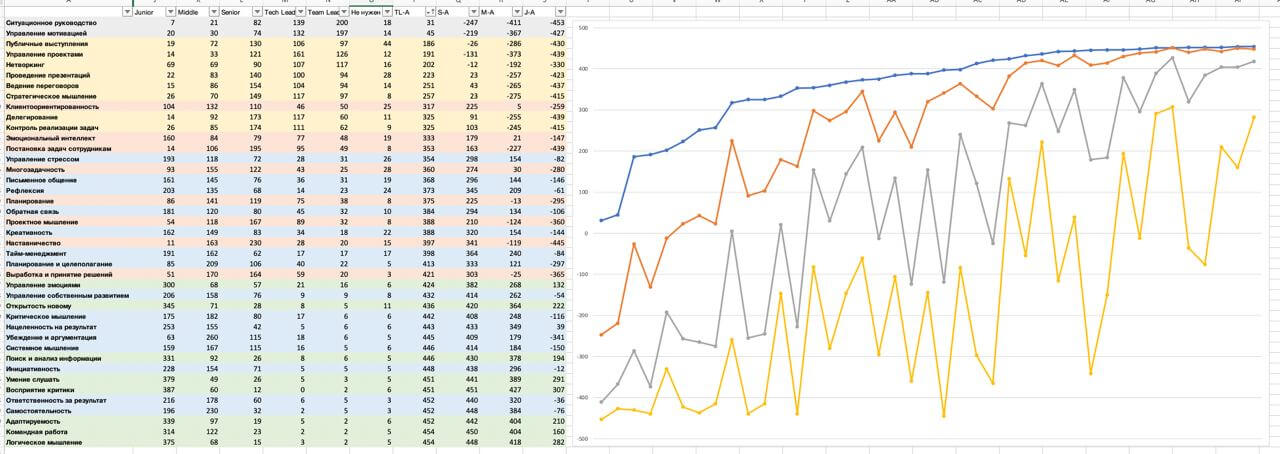 Junior Middle Senior Tech Lead Team Lead Не нужен TL-A S-A M-A J-A
Ситуационое руководство 7 21 82 139 200 18 31 -247 -411 -453
Управление мотивацией 20 30 74 132 197 14 45 -219 -367 -427
Публичные выступления 19 72 130 106 97 44 186 -26 -286 -430
Управление проектами 14 33 121 161 126 12 191 -131 -373 -439
Нетворкинг 69 69 90 107 117 16 202 -12 -192 -330
Проведение презентаций 22 83 140 100 94 28 223 23 -257 -423
Ведение переговоров 15 86 154 104 94 14 251 43 -265 -437
Стратегическое мышление 26 70 149 117 97 8 257 23 -275 -415
Клиентоориентированность 104 132 110 46 50 25 317 225 5 -259
Делегирование 14 92 173 117 60 11 325 91 -255 -439
Контроль реализации задач 26 85 174 111 62 9 325 103 -245 -415
Эмоциональный интеллект 160 84 79 77 48 19 333 179 21 -147
Постановка задач сотрудникам 14 106 195 95 49 8 353 163 -227 -439
Управление стрессом 193 118 72 28 31 26 354 298 154 -82
Многозадачность 93 155 122 43 25 28 360 274 30 -280
Письменное общение 161 145 76 36 31 19 368 296 144 -146
Рефлексия 203 135 68 14 23 24 373 345 209 -61
Планирование 86 141 119 75 38 8 375 225 -13 -295
Обратная связь 181 120 80 45 32 10 384 294 134 -106
Проектное мышление 54 118 167 89 32 8 388 210 -124 -360
Креативность 162 149 83 34 18 22 388 320 154 -144
Наставничество 11 163 230 28 20 15 397 341 -119 -445
Тайм-менеджмент 191 162 62 17 17 17 398 364 240 -84
Планирование и целеполагание 85 209 106 40 22 5 413 333 121 -297
Выработка и принятие решений 51 170 164 59 20 3 421 303 -25 -365
Управление эмоциями 300 68 57 21 16 6 424 382 268 132
Управление собственным развитием 206 158 76 9 9 8 432 414 262 -54
Открытость новому 345 71 28 8 5 11 436 420 364 222
Критическое мышление 175 182 80 17 6 6 442 408 248 -116
Нацеленность на результат 253 155 42 5 6 6 443 433 349 39
Убеждение и аргументация 63 260 115 18 6 5 445 409 179 -341
Системное мышление 159 167 115 16 5 6 446 414 184 -150
Поиск и анализ информации 331 92 26 8 6 5 446 430 378 194
Инициативность 228 154 71 5 5 5 448 438 296 -12
Умение слушать 379 49 26 5 3 5 451 441 389 291
Восприятие критики 387 60 12 0 2 6 451 451 427 307
Ответственность за результат 216 178 60 6 5 3 452 440 320 -36
Самостоятельность 196 230 32 2 5 3 452 448 384 -76
Адаптируемость 339 97 19 5 5 3 452 442 404 210
Командная работа 314 122 23 2 2 5 454 450 404 160
Логическое мышление 375 68 15 3 2 5 454 448 418 282
500
400
300
200
100
0
-100
-200
-300
-400
-500